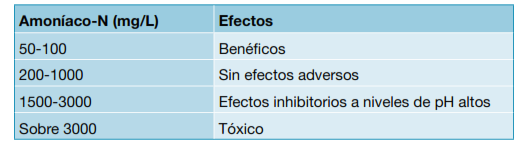 Amoníaco-N (mg/L) Efectos
50-100 Benéficos
200-1000 Sin efectos adversos
1500-3000 Efectos inhibitorios a niveles de pH altos
Sobre 3000 Tóxico